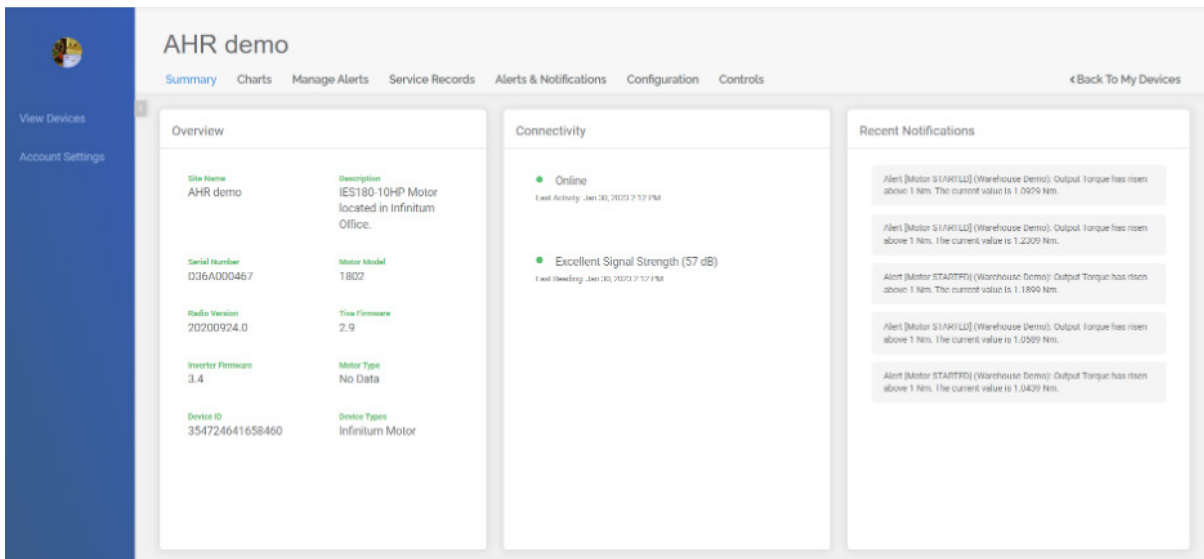 AHR demo
Summary Charts Manage Alerts Service Records Alerts & Notifications Configuration Controls
‹Back To My Devices
View Devices
Account Settings
Overview
Site Name
AHR demo
Description
IES180-10HP Motor
located in Infinitum
Office.
Serial Number
D36A000467
Motor Model
1802
Radio Version
20200924.0
Tiva Firmware
2.9
Inverter Firmware
3.4
Motor Type
No Data
Device ID
354724641658460
Device Types
Infinitum Motor
Connectivity
Online
Last Activity: Jan 30, 2023 2:12 PM
Excellent Signal Strength (57 dB)
Last Reading: Jan 30, 2023 2:12 PM
Recent Notifications
Alert [Motor STARTED] (Warehouse Demo): Output Torque has risen
above 1 Nm. The current value is 1.0929 Nm.
Alert [Motor STARTED] (Warehouse Demo): Output Torque has risen
above 1 Nm. The current value is 1.2309 Nm.
Alert [Motor STARTED] (Warehouse Demo): Output Torque has risen
above 1 Nm. The current value is 1.1899 Nm.
Alert [Motor STARTED] (Warehouse Demo): Output Torque has risen
above 1 Nm. The current value is 1.0589 Nm.
Alert [Motor STARTED] (Warehouse Demo): Output Torque has risen
above 1 Nm. The current value is 1.0439 Nm.